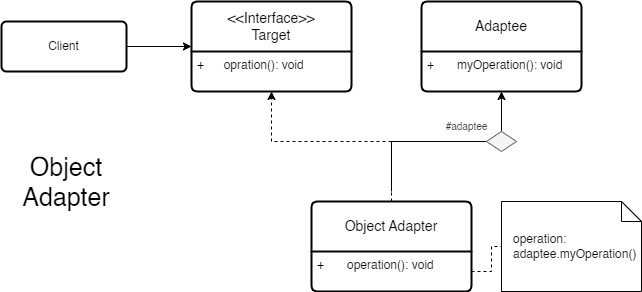 Client
<<Interface>>
Target
+ opration(): void
Adaptee
+ myOperation(): void
#adaptee
Object
Adapter
Object Adapter
+ operation(): void
operation:
adaptee.myOperation()